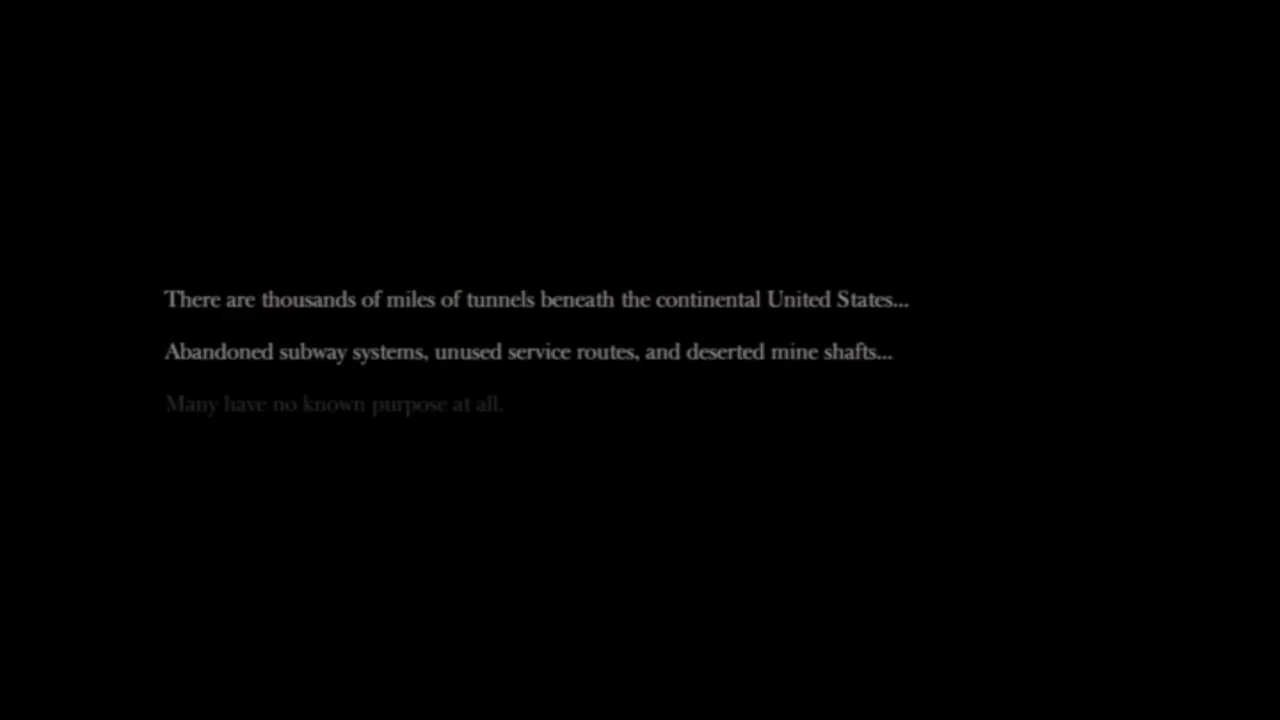 There are thousands of miles of tunnels beneath the continental United States...
Abandoned subway systems, unused service routes, and deserted mine shafts...
Many have no known purpose at all.